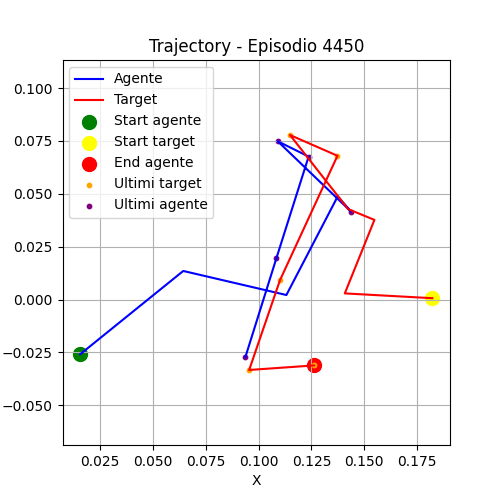 Trajectory - Episodio 4450
0.100
0.075
0.050
0.025
0.000
−0.025
−0.050
Agente
Target
Start agente
Start target
End agente
Ultimi target
Ultimi agente
0.025
0.050
0.075
0.100
0.125
0.150
0.175
X